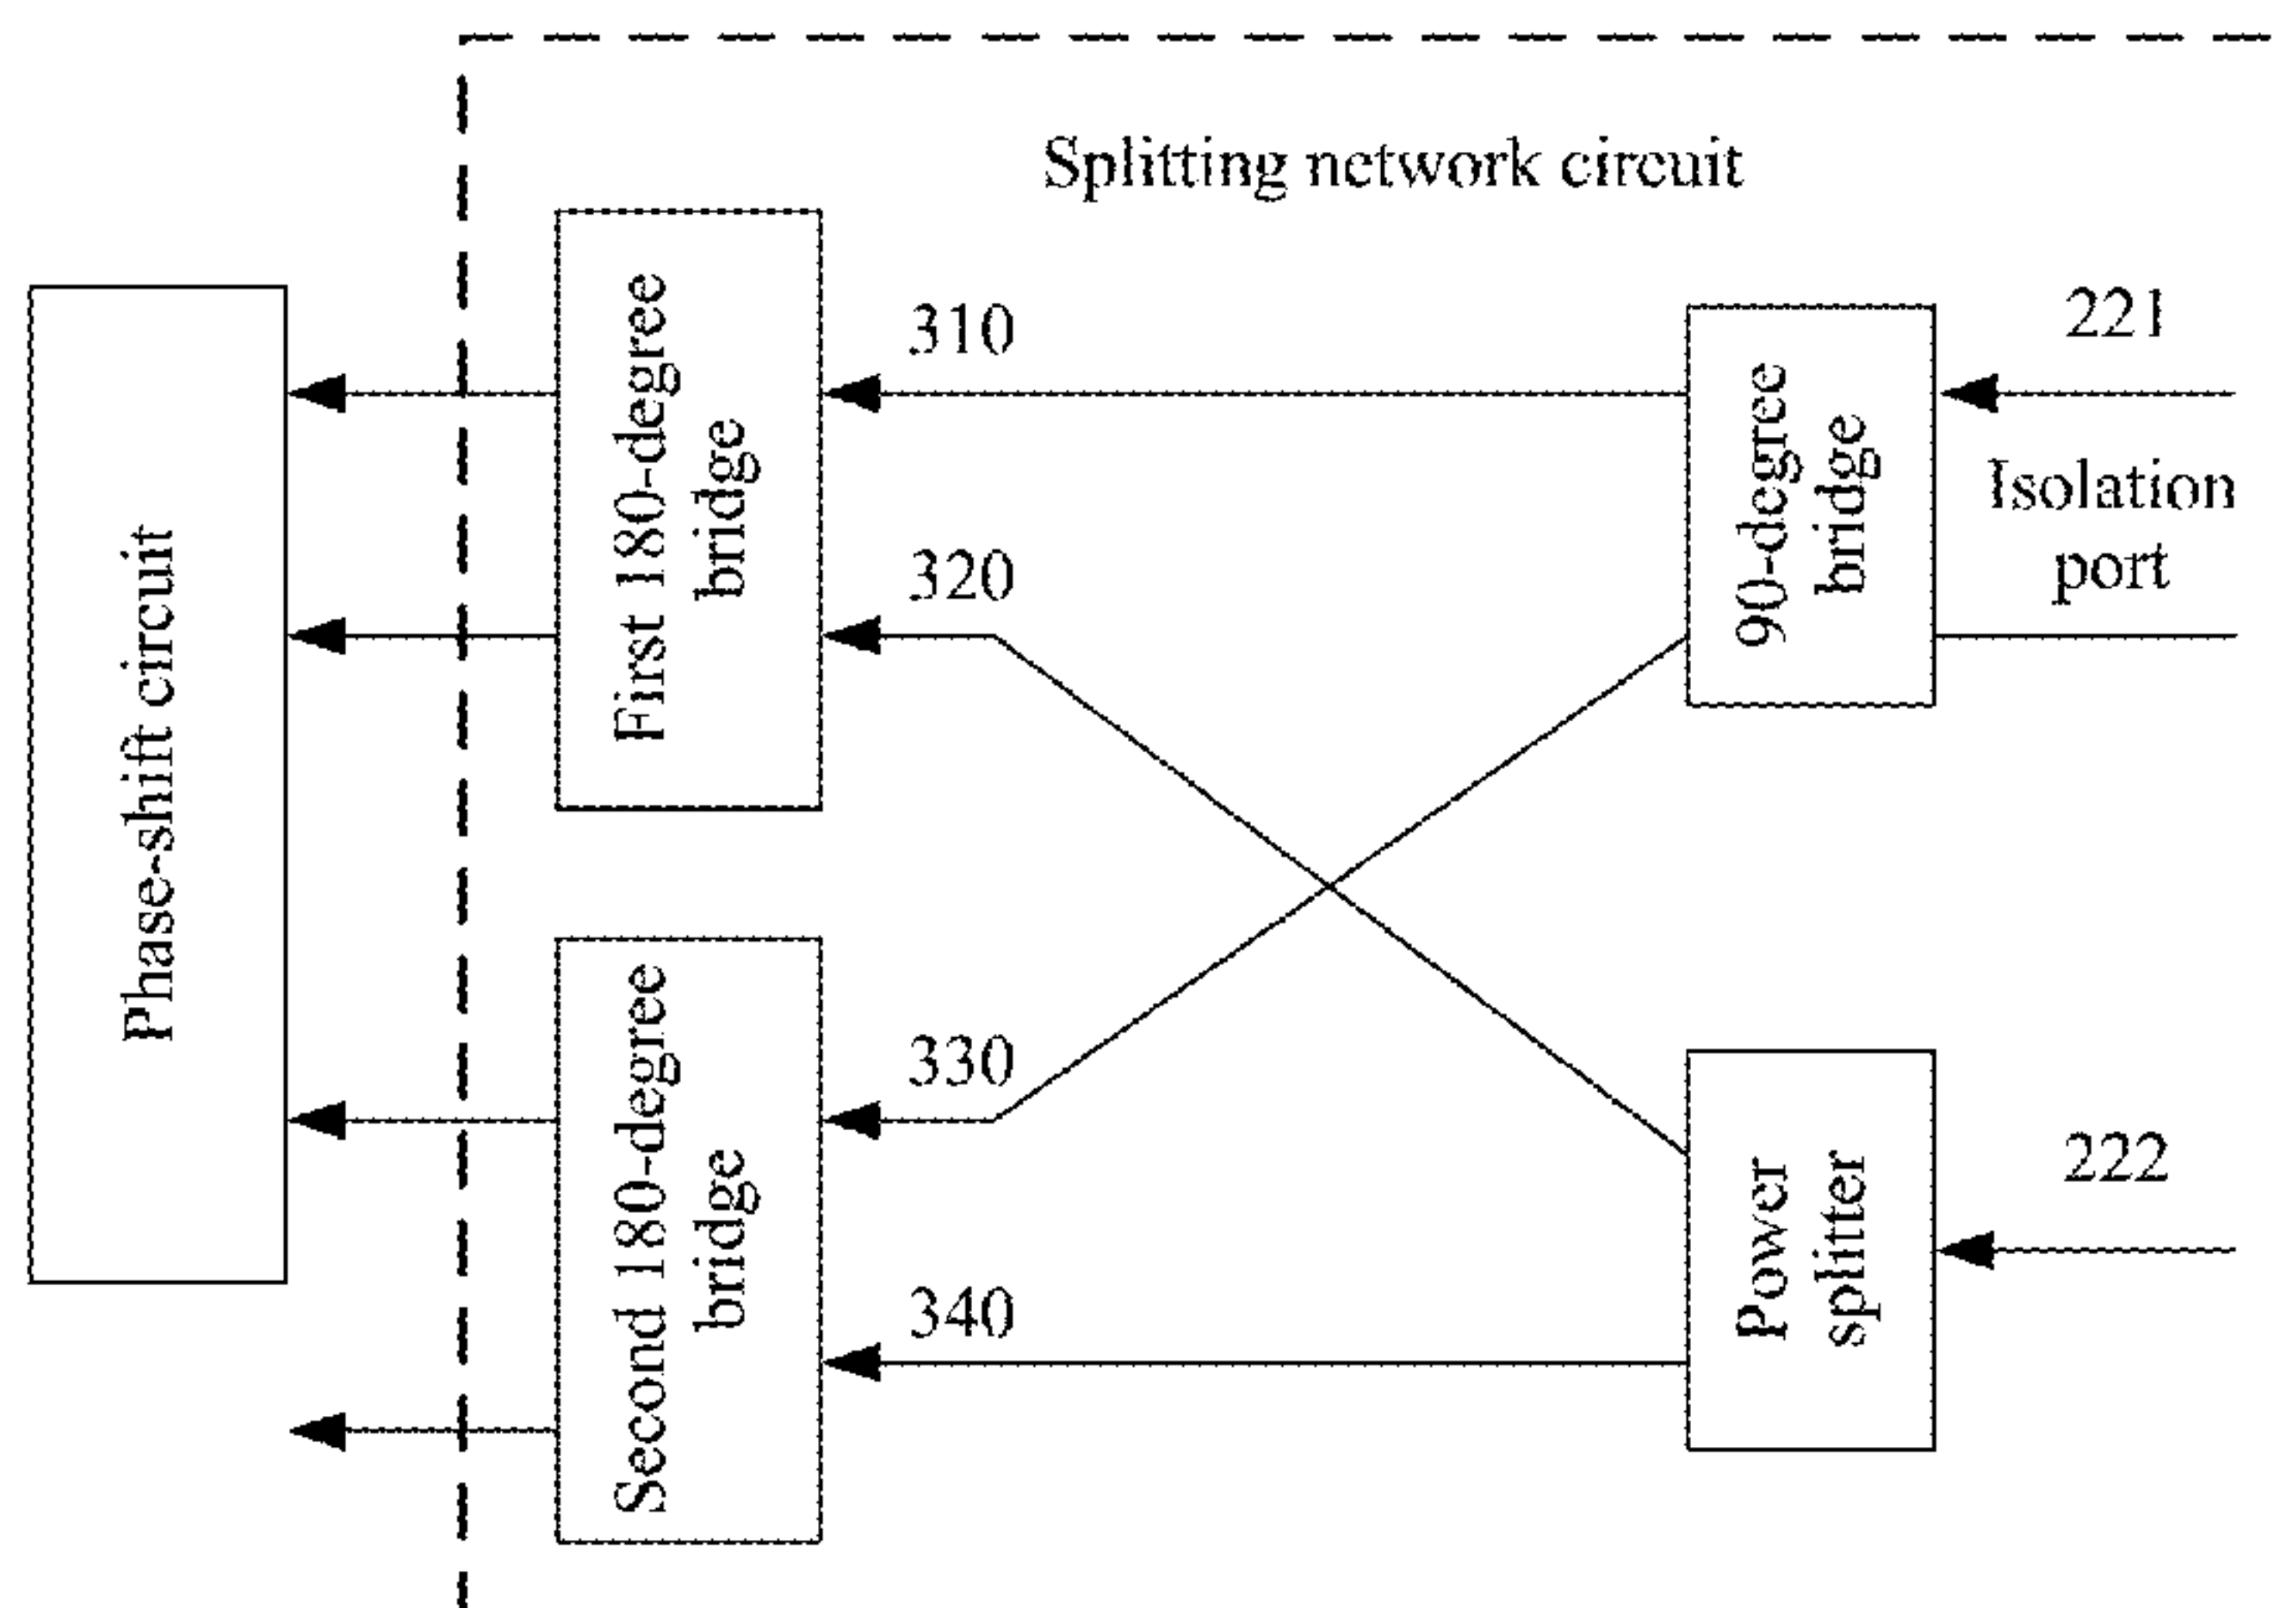 Splitting network circuit
Phase-shift circuit
First 180-degree
bridge
310
320
90-degree
bridge
221
Isolation
port
Second 180-degree
bridge
330
340
Power
splitter
222